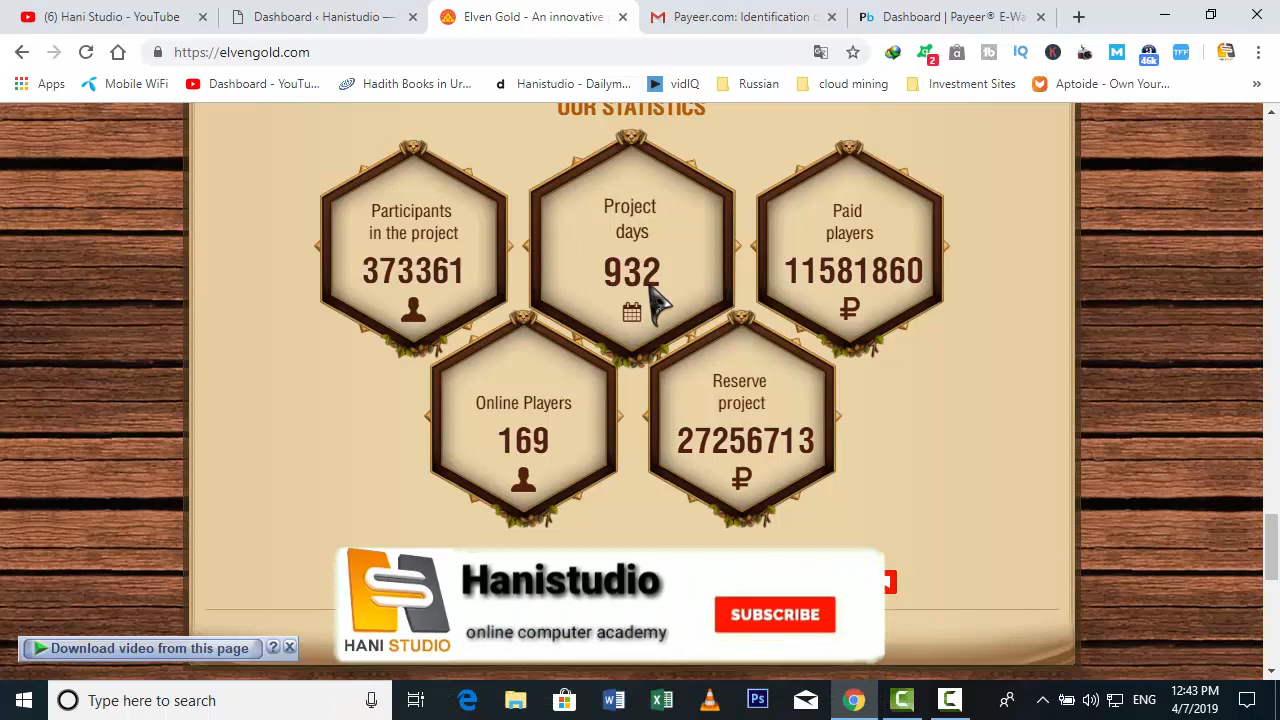 (6) Hani Studio - YouTube
Dashboard ‹ Hanistudio —
Elven Gold - An innovative
Payeer.com: Identification c
Dashboard | Payeer® E-Wa
https://elvengold.com
2
46k
TFF
Apps
Mobile WiFi
Dashboard - YouTu...
Hadith Books in Ur...
Hanistudio - Dailym...
vidIQ
Russian
cloud mining
Investment Sites
Aptoide - Own Your...
»
OUR STATISTICS
Participants
in the project
373361
Project
days
932
Paid
players
11581860
₽
Online Players
169
Reserve
project
27256713
₽
HANI STUDIO
Hanistudio
online computer academy
SUBSCRIBE
Download video from this page
Type here to search
ENG
12:43 PM
4/7/2019